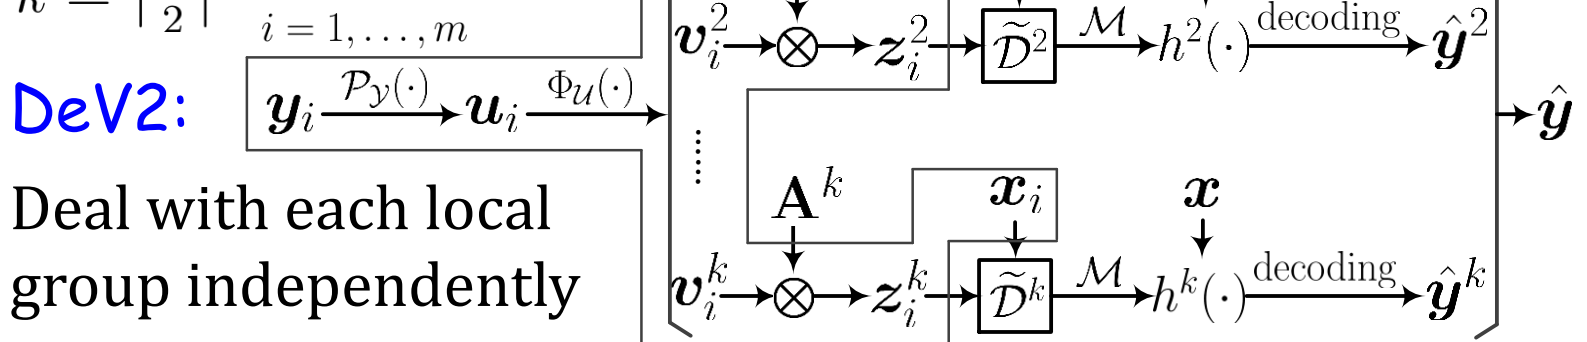 2
i = 1, . . . , m
v_i^2 ⊗ z_i^2 𝒟̃^2 ℳ h^2(·) decoding ŷ^2
DeV2: y_i 𝒫_𝒴(·) u_i Φ_𝒰(·) ...... ŷ
Deal with each local
A^k x_i x
group independently
v_i^k ⊗ z_i^k 𝒟̃^k ℳ h^k(·) decoding ŷ^k